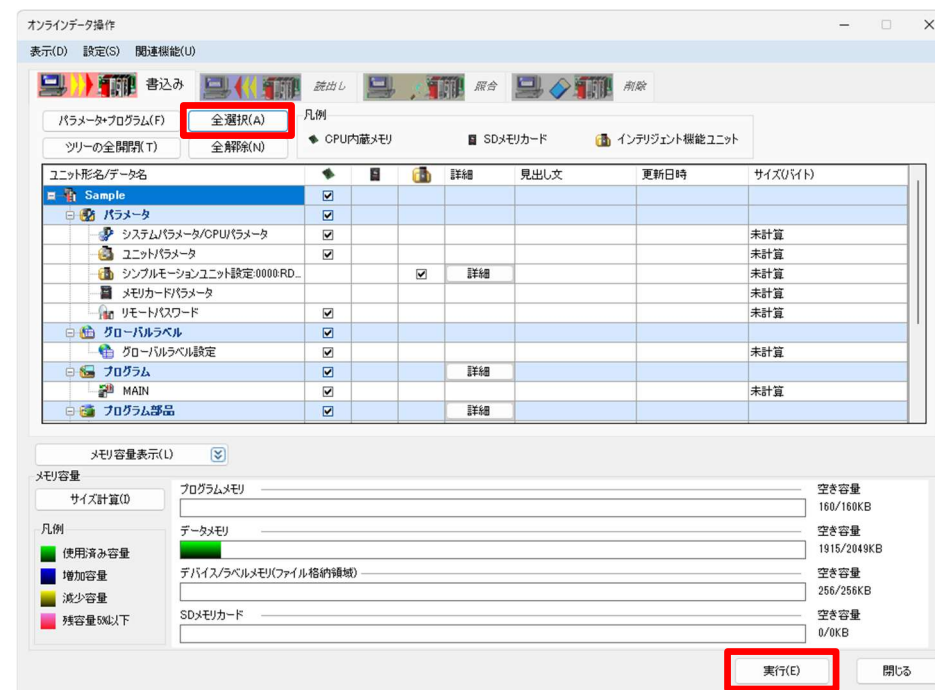 オンラインデータ操作
表示(D) 設定(S) 関連機能(U)
書込み 読出し 照合 削除
パラメータ+プログラム(F) 全選択(A) 凡例
ツリーの全開閉(T) 全解除(N) CPU内蔵メモリ SDメモリカード インテリジェント機能ユニット
ユニット形名/データ名 詳細 見出し文 更新日時 サイズ(バイト)
Sample
パラメータ
システムパラメータ/CPUパラメータ 未計算
ユニットパラメータ 未計算
シンプルモーションユニット設定:0000:RD... 詳細 未計算
メモリカードパラメータ 未計算
リモートパスワード 未計算
グローバルラベル
グローバルラベル設定 未計算
プログラム 詳細
MAIN 未計算
プログラム部品 詳細
メモリ容量表示(L)
メモリ容量
サイズ計算(I) プログラムメモリ 空き容量
160/160KB
凡例 データメモリ 空き容量
使用済み容量 1915/2049KB
増加容量 デバイス/ラベルメモリ(ファイル格納領域) 空き容量
減少容量 256/256KB
残容量5%以下 SDメモリカード 空き容量
0/0KB
実行(E) 閉じる